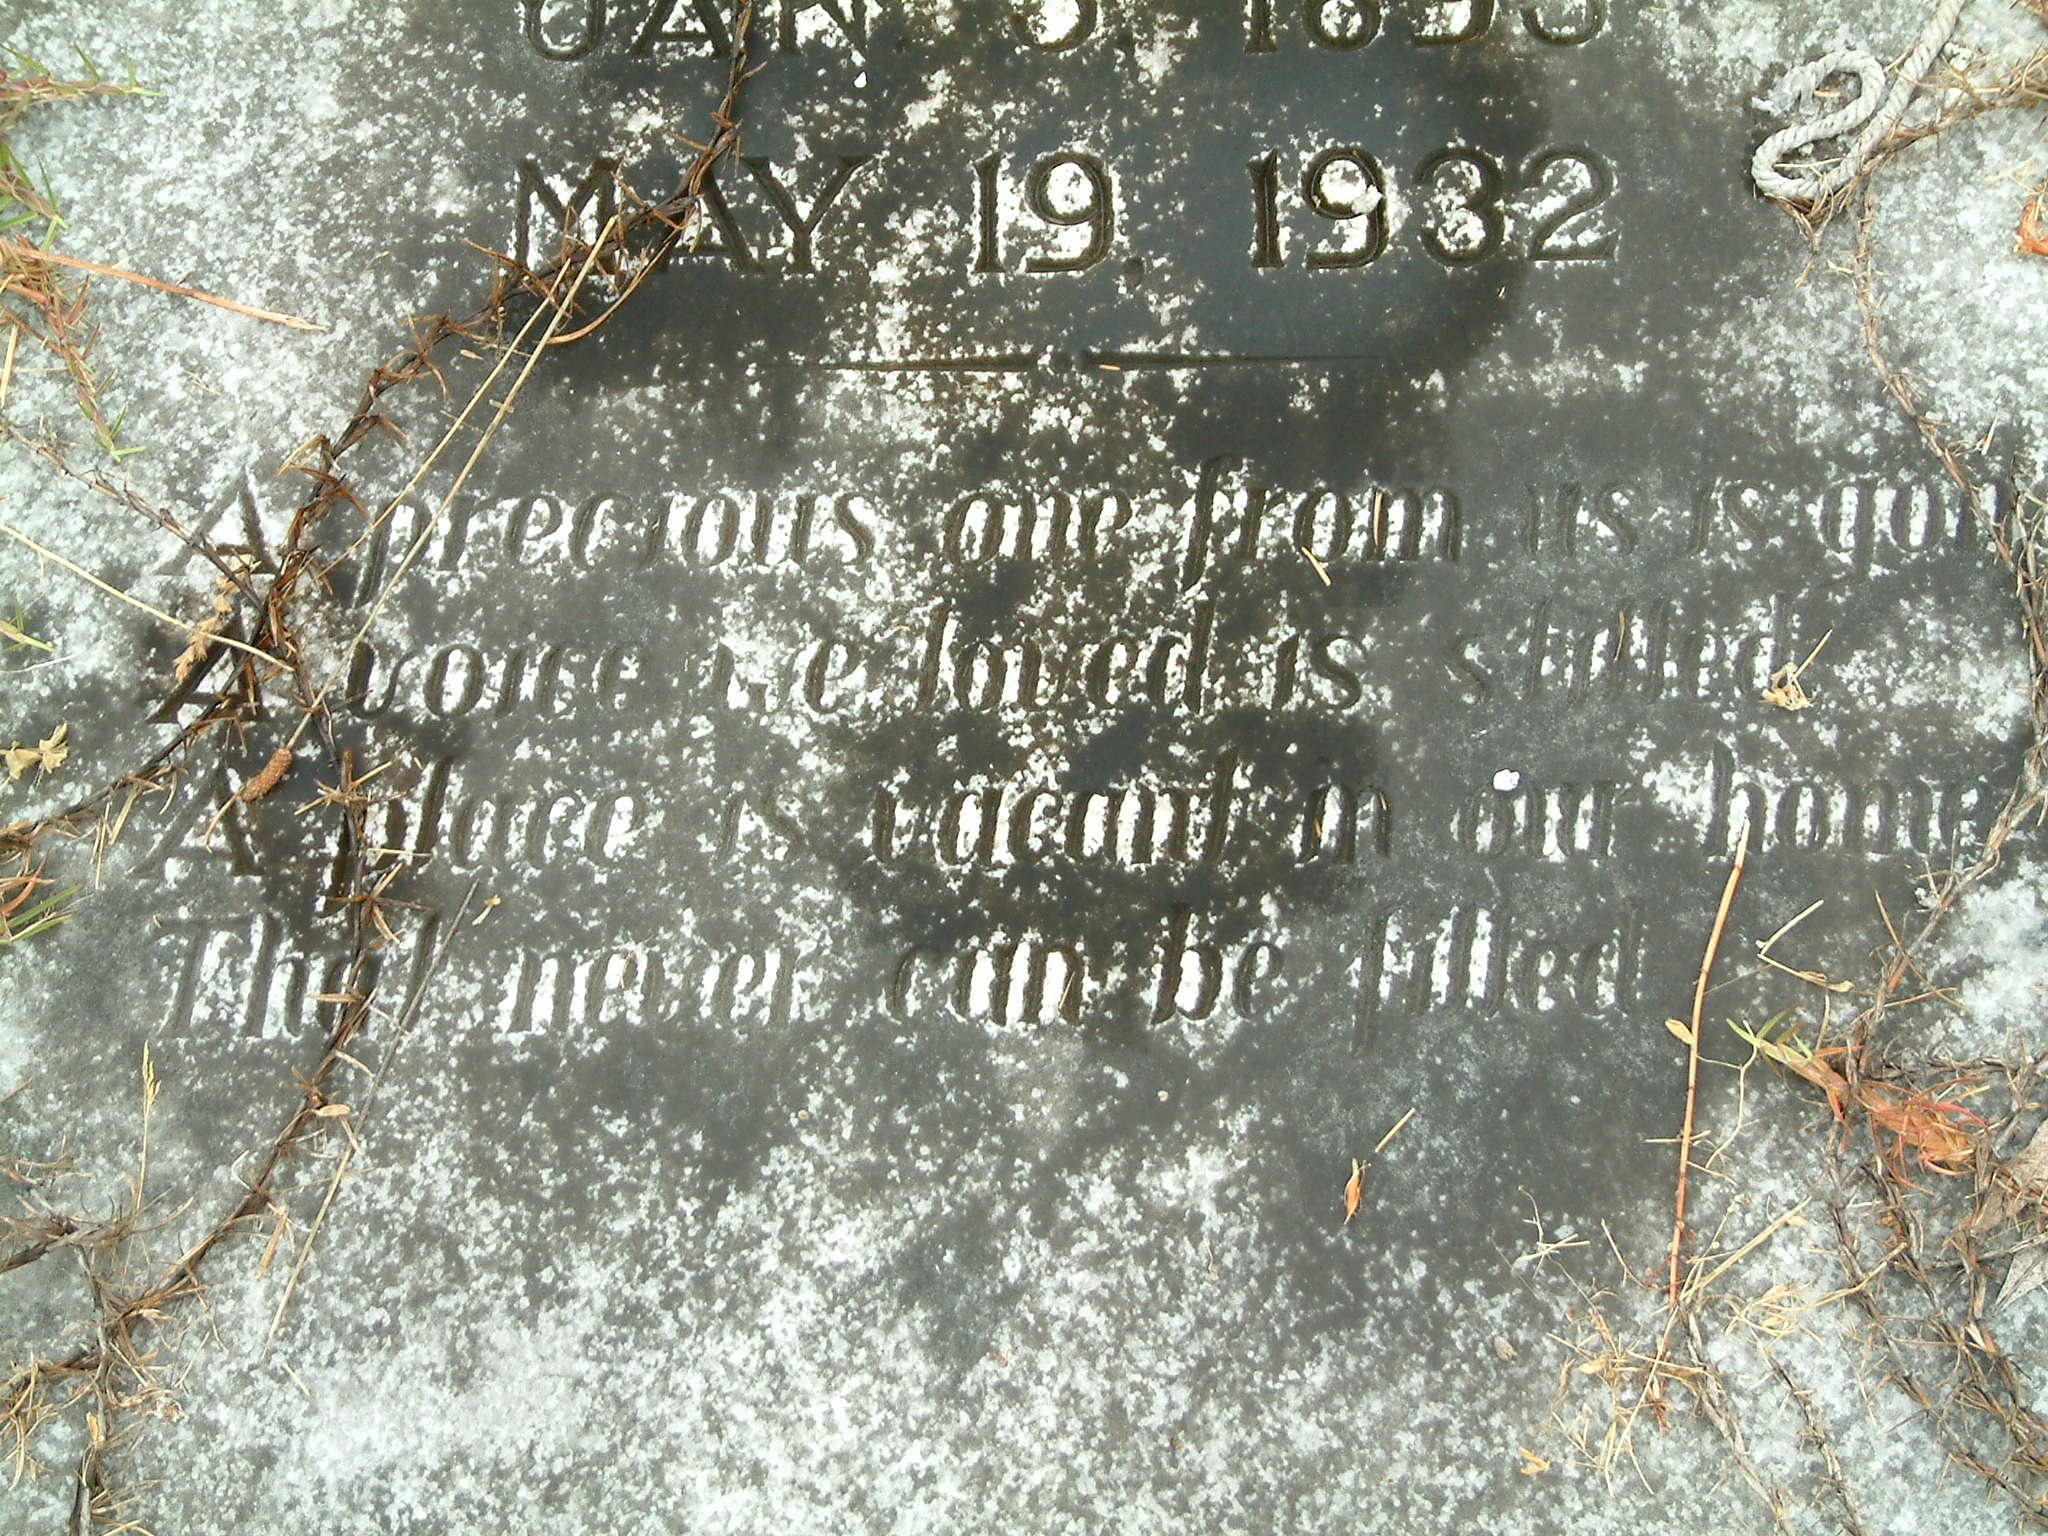 JAN
MAY 19, 1932
A precious one from us is gone
A voice we loved is stilled
A place is vacant in our home
That never can be filled